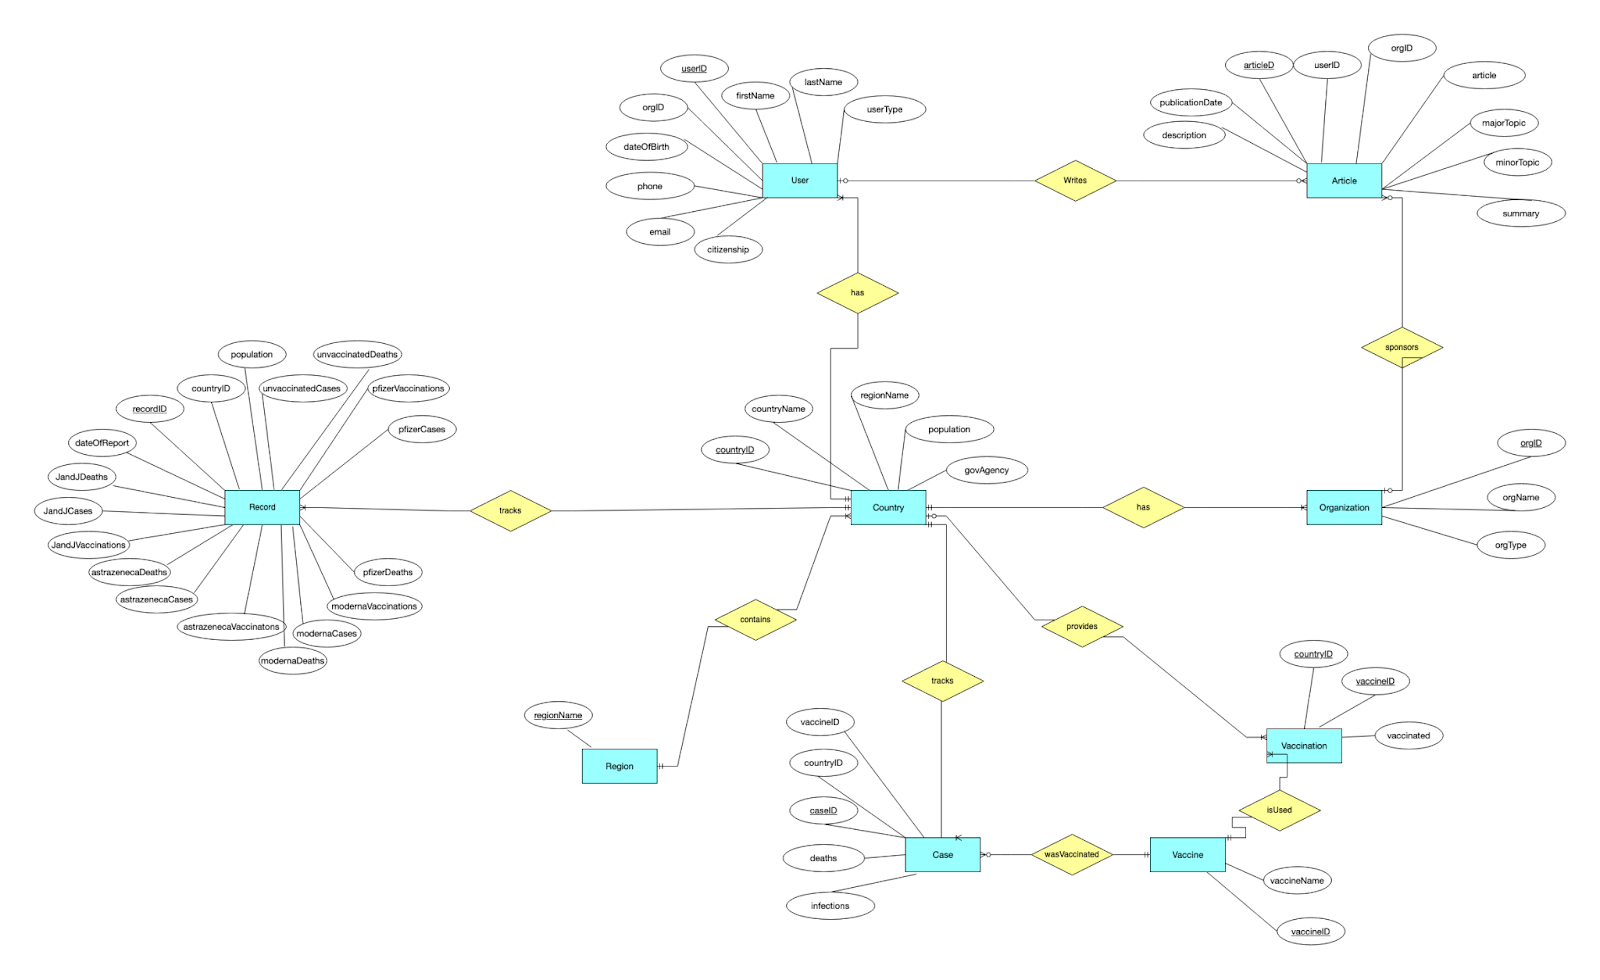 orgID
articleD
userID
userID
article
lastName
firstName
publicationDate
orgID
userType
majorTopic
description
dateOfBirth
minorTopic
User
Writes
Article
phone
summary
email
citizenship
has
sponsors
population
unvaccinatedDeaths
countryID
unvaccinatedCases
pfizerVaccinations
regionName
recordID
countryName
pfizerCases
population
dateOfReport
orgID
countryID
govAgency
JandJDeaths
orgName
Record
tracks
Country
has
Organization
JandJCases
JandJVaccinations
orgType
astrazenecaDeaths
pfizerDeaths
astrazenecaCases
modernaVaccinations
contains
provides
astrazenecaVaccinatons
modernaCases
countryID
modernaDeaths
tracks
vaccineID
regionName
vaccineID
vaccinated
Vaccination
countryID
Region
caseID
isUsed
deaths
Case
wasVaccinated
Vaccine
vaccineName
infections
vaccineID